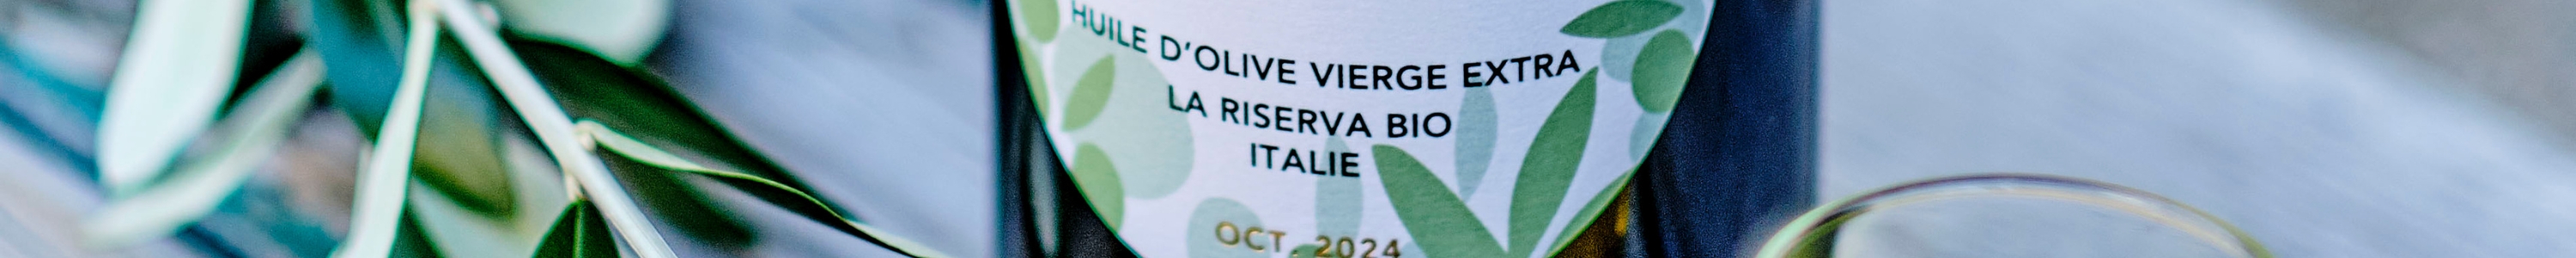 HUILE D'OLIVE VIERGE EXTRA
LA RISERVA BIO
ITALIE
OCT. 2024